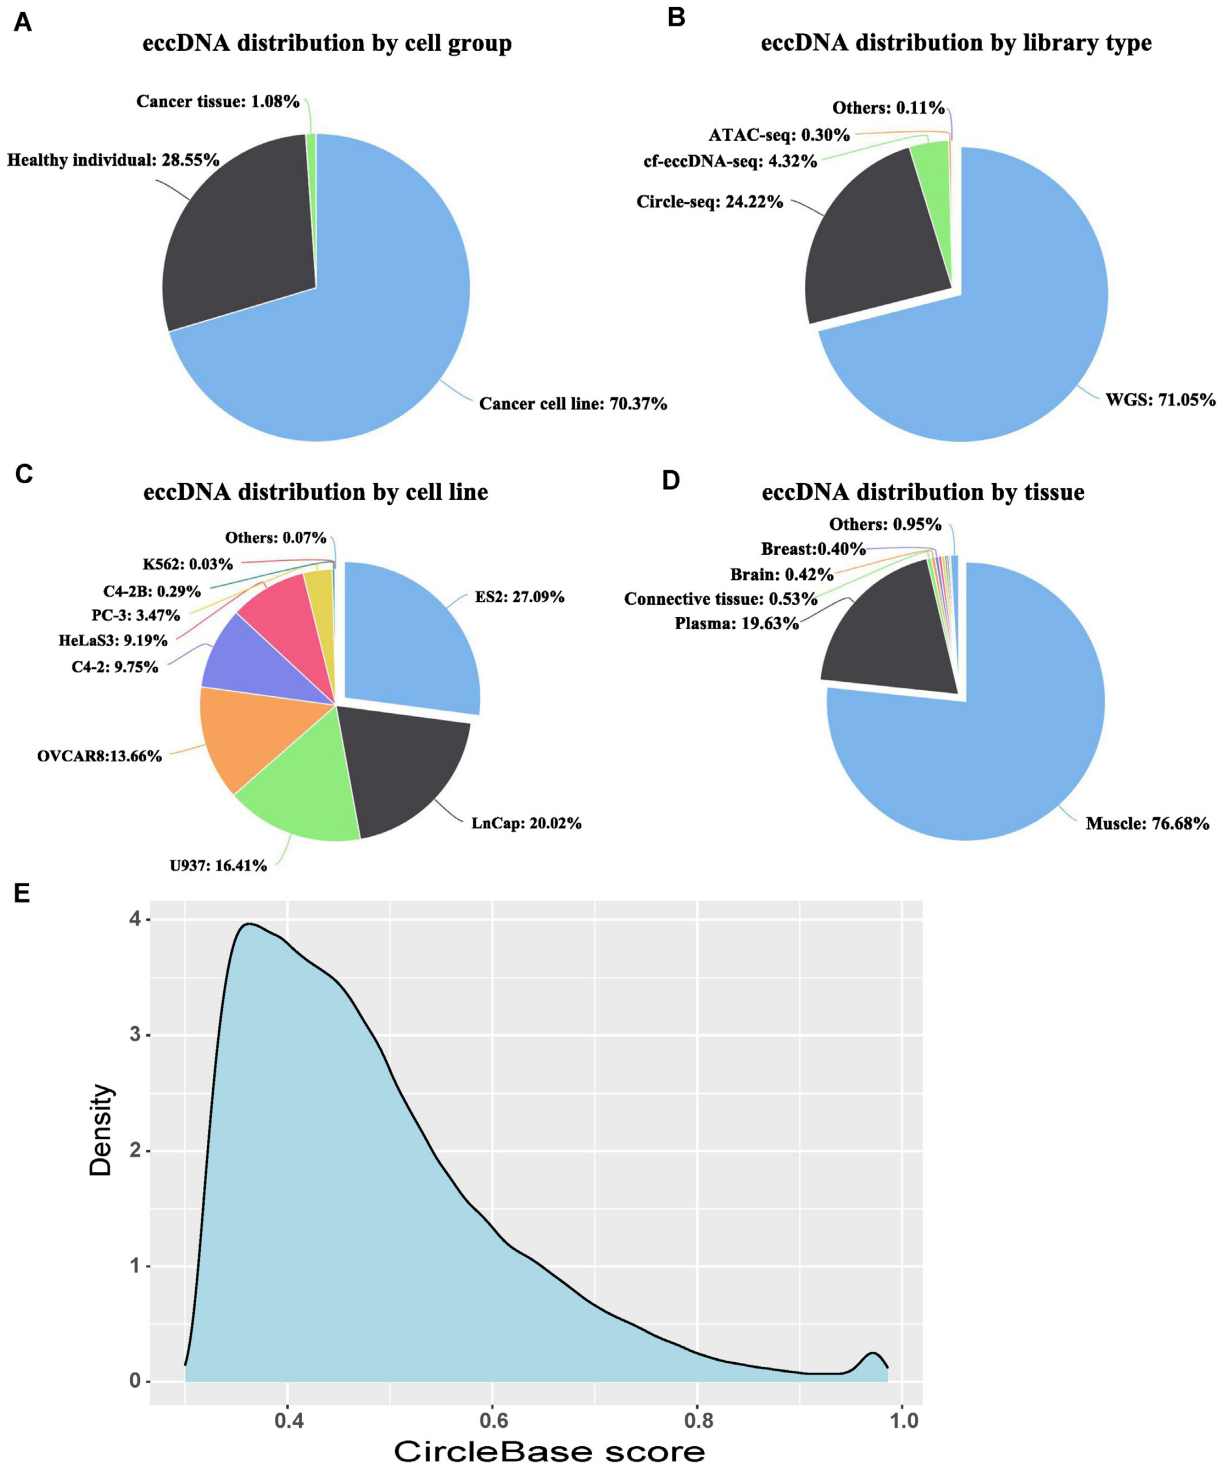 A
eccDNA distribution by cell group
Cancer tissue: 1.08%
Healthy individual: 28.55%
Cancer cell line: 70.37%
B
eccDNA distribution by library type
Others: 0.11%
ATAC-seq: 0.30%
cf-eccDNA-seq: 4.32%
Circle-seq: 24.22%
WGS: 71.05%
C
eccDNA distribution by cell line
Others: 0.07%
K562: 0.03%
C4-2B: 0.29%
PC-3: 3.47%
HeLaS3: 9.19%
C4-2: 9.75%
OVCAR8:13.66%
U937: 16.41%
ES2: 27.09%
LnCap: 20.02%
D
eccDNA distribution by tissue
Others: 0.95%
Breast:0.40%
Brain: 0.42%
Connective tissue: 0.53%
Plasma: 19.63%
Muscle: 76.68%
E
4
3
2
1
0
Density
0.4 0.6 0.8 1.0
CircleBase score